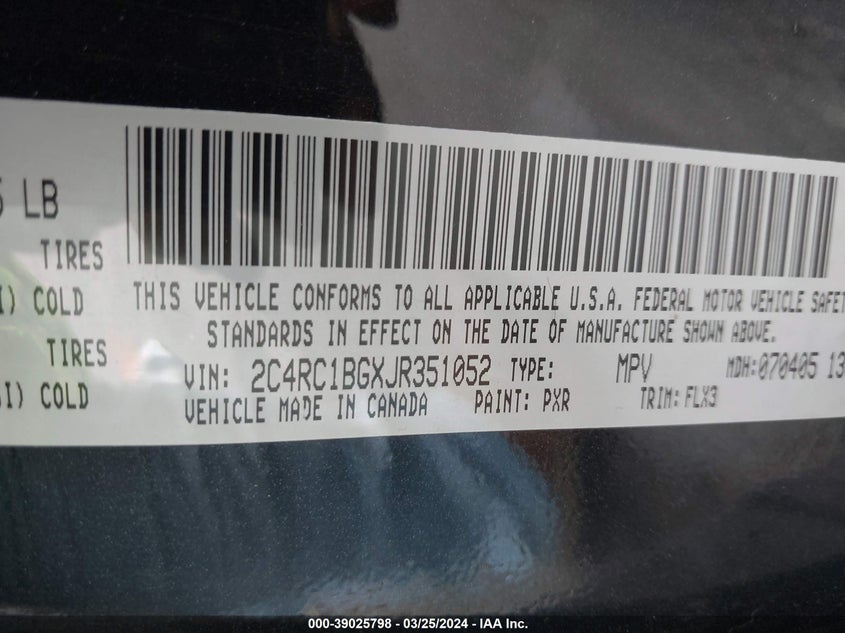 5 LB
TIRES
I) COLD
TIRES
SI) COLD
THIS VEHICLE CONFORMS TO ALL APPLICABLE U.S.A. FEDERAL MOTOR VEHICLE SAFET
STANDARDS IN EFFECT ON THE DATE OF MANUFACTURE SHOWN ABOVE.
VIN: 2C4RC1BGXJR351052 TYPE: MPV MDH:070405 13
VEHICLE MADE IN CANADA PAINT: PXR TRIM: FLX3
000-39025798 - 03/25/2024 - IAA Inc.